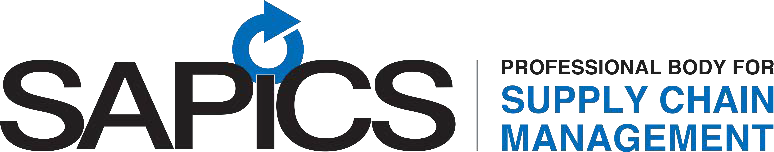 SAPiCS
PROFESSIONAL BODY FOR
SUPPLY CHAIN
MANAGEMENT